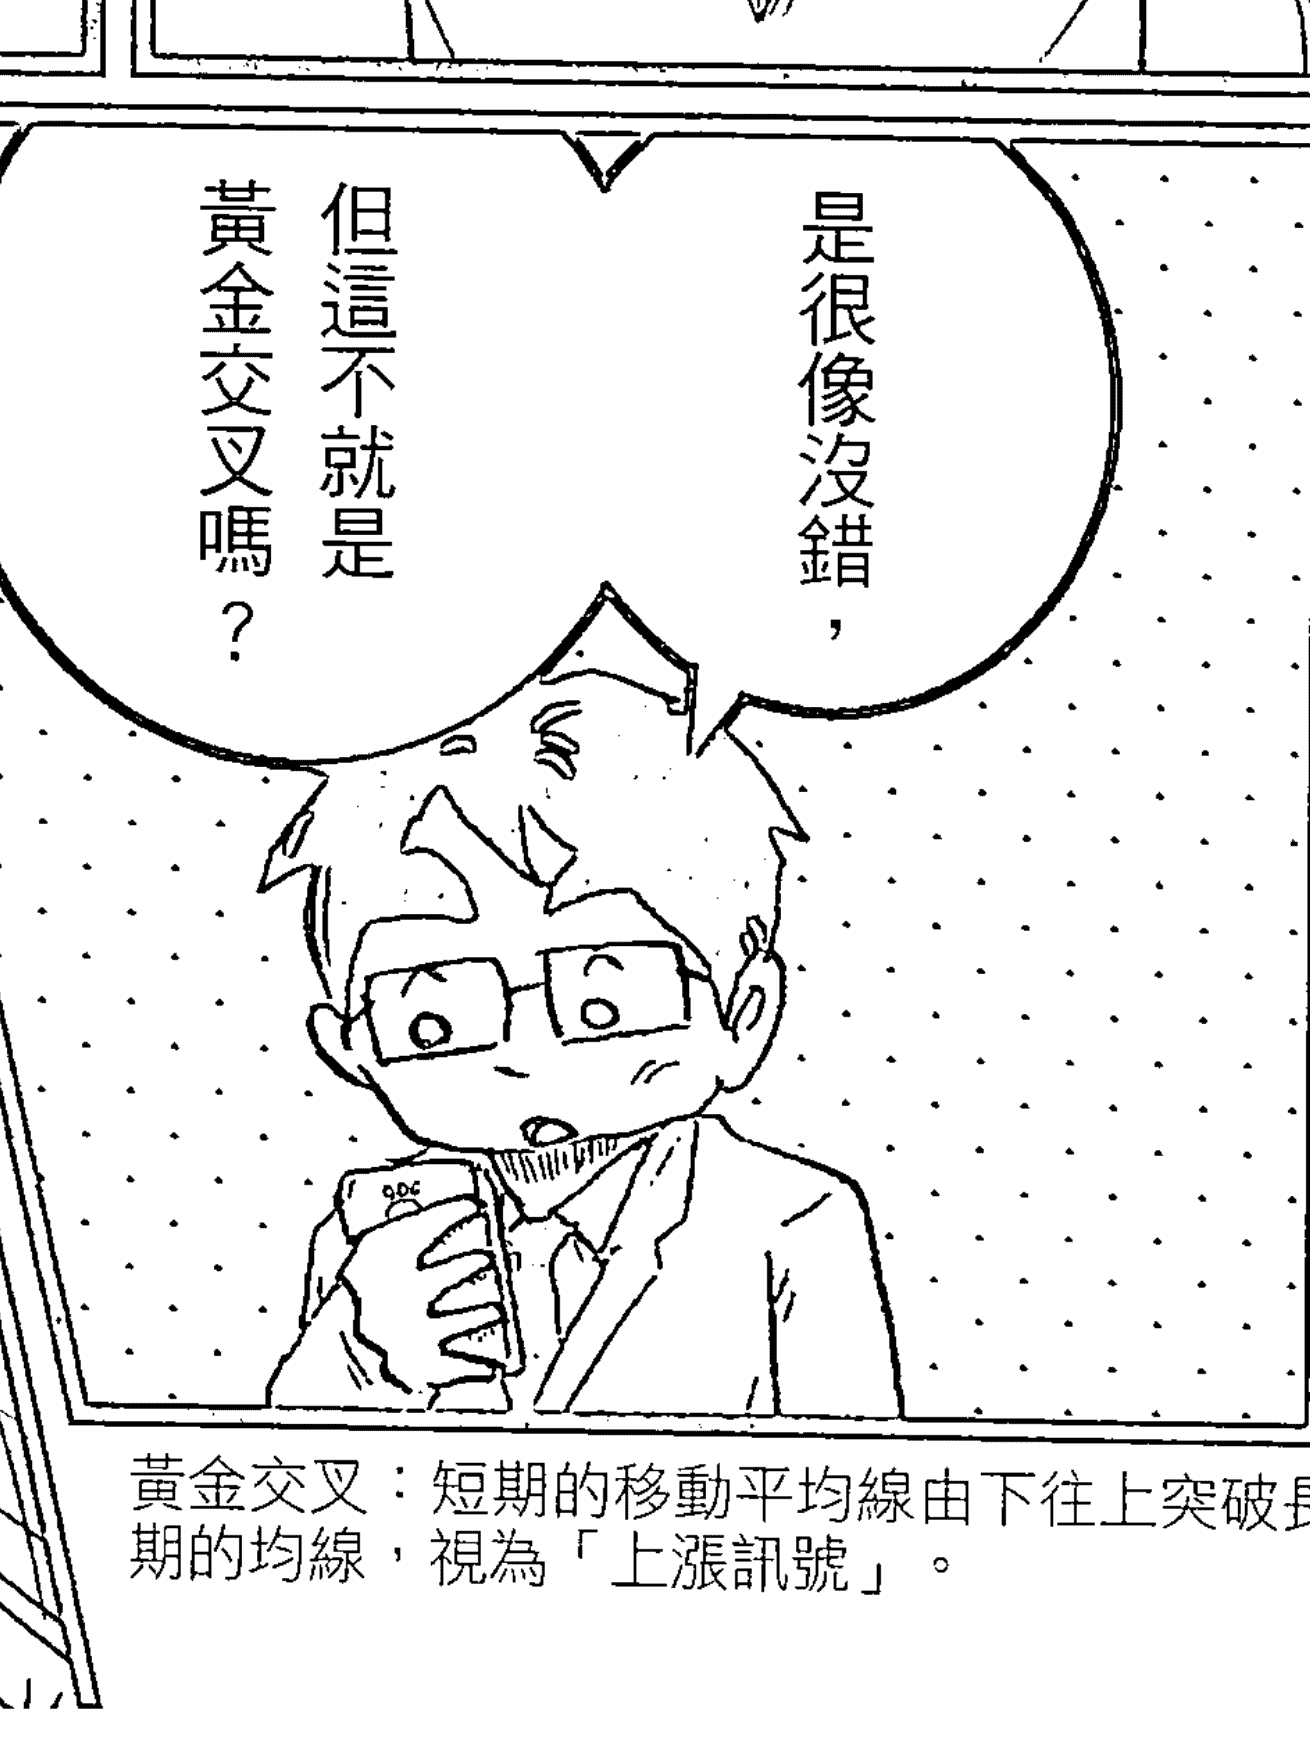 是很像沒錯，
但這不就是
黃金交叉嗎？
黃金交叉：短期的移動平均線由下往上突破長
期的均線，視為「上漲訊號」。